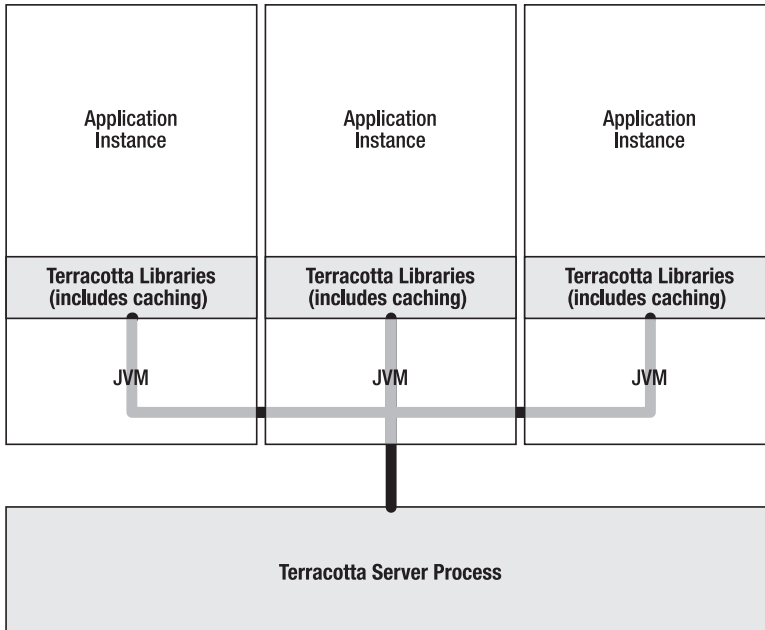 Application
Instance
Application
Instance
Application
Instance
Terracotta Libraries
(includes caching)
Terracotta Libraries
(includes caching)
Terracotta Libraries
(includes caching)
JVM
JVM
JVM
Terracotta Server Process